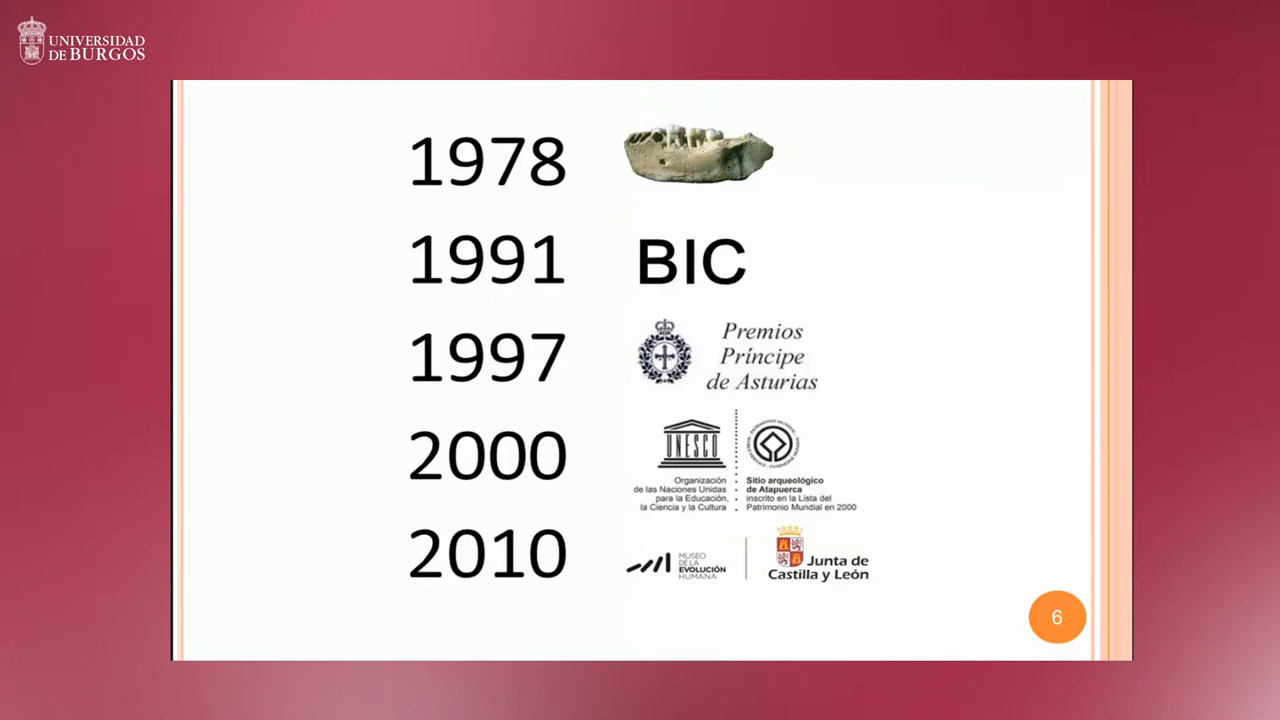 UNIVERSIDAD
DE BURGOS
1978
1991
BIC
1997
Premios
Príncipe
de Asturias
2000
UNESCO
Organización
de las Naciones Unidas
para la Educación,
la Ciencia y la Cultura
Sitio arqueológico
de Atapuerca
inscrito en la Lista del
Patrimonio Mundial en 2000
2010
MUSEO
DE LA
EVOLUCIÓN
HUMANA
Junta de
Castilla y León
6